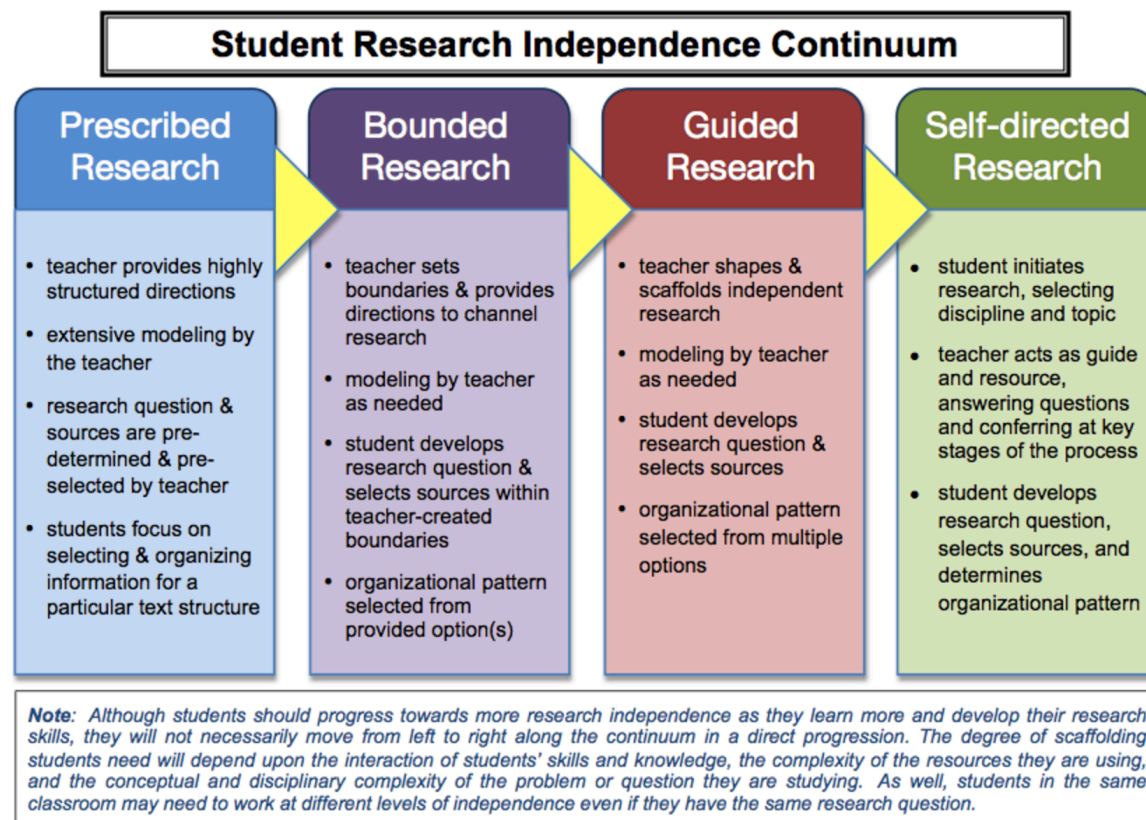 Student Research Independence Continuum
Prescribed
Research
• teacher provides highly
structured directions
• extensive modeling by
the teacher
• research question &
sources are pre-
determined & pre-
selected by teacher
• students focus on
selecting & organizing
information for a
particular text structure
Bounded
Research
• teacher sets
boundaries & provides
directions to channel
research
• modeling by teacher
as needed
• student develops
research question &
selects sources within
teacher-created
boundaries
• organizational pattern
selected from
provided option(s)
Guided
Research
• teacher shapes &
scaffolds independent
research
• modeling by teacher
as needed
• student develops
research question &
selects sources
• organizational pattern
selected from multiple
options
Self-directed
Research
• student initiates
research, selecting
discipline and topic
• teacher acts as guide
and resource,
answering questions
and conferring at key
stages of the process
• student develops
research question,
selects sources, and
determines
organizational pattern
Note: Although students should progress towards more research independence as they learn more and develop their research
skills, they will not necessarily move from left to right along the continuum in a direct progression. The degree of scaffolding
students need will depend upon the interaction of students' skills and knowledge, the complexity of the resources they are using,
and the conceptual and disciplinary complexity of the problem or question they are studying. As well, students in the same
classroom may need to work at different levels of independence even if they have the same research question.